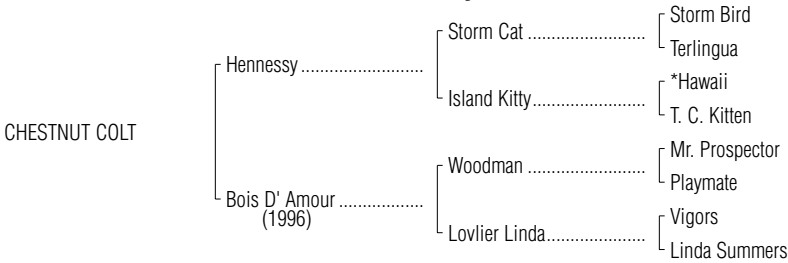 Storm Bird
Storm Cat ........................
Terlingua
Hennessy .........................
*Hawaii
Island Kitty.......................
T. C. Kitten
CHESTNUT COLT
Mr. Prospector
Woodman ........................
Playmate
Bois D' Amour ..................
(1996)
Vigors
Lovlier Linda....................
Linda Summers